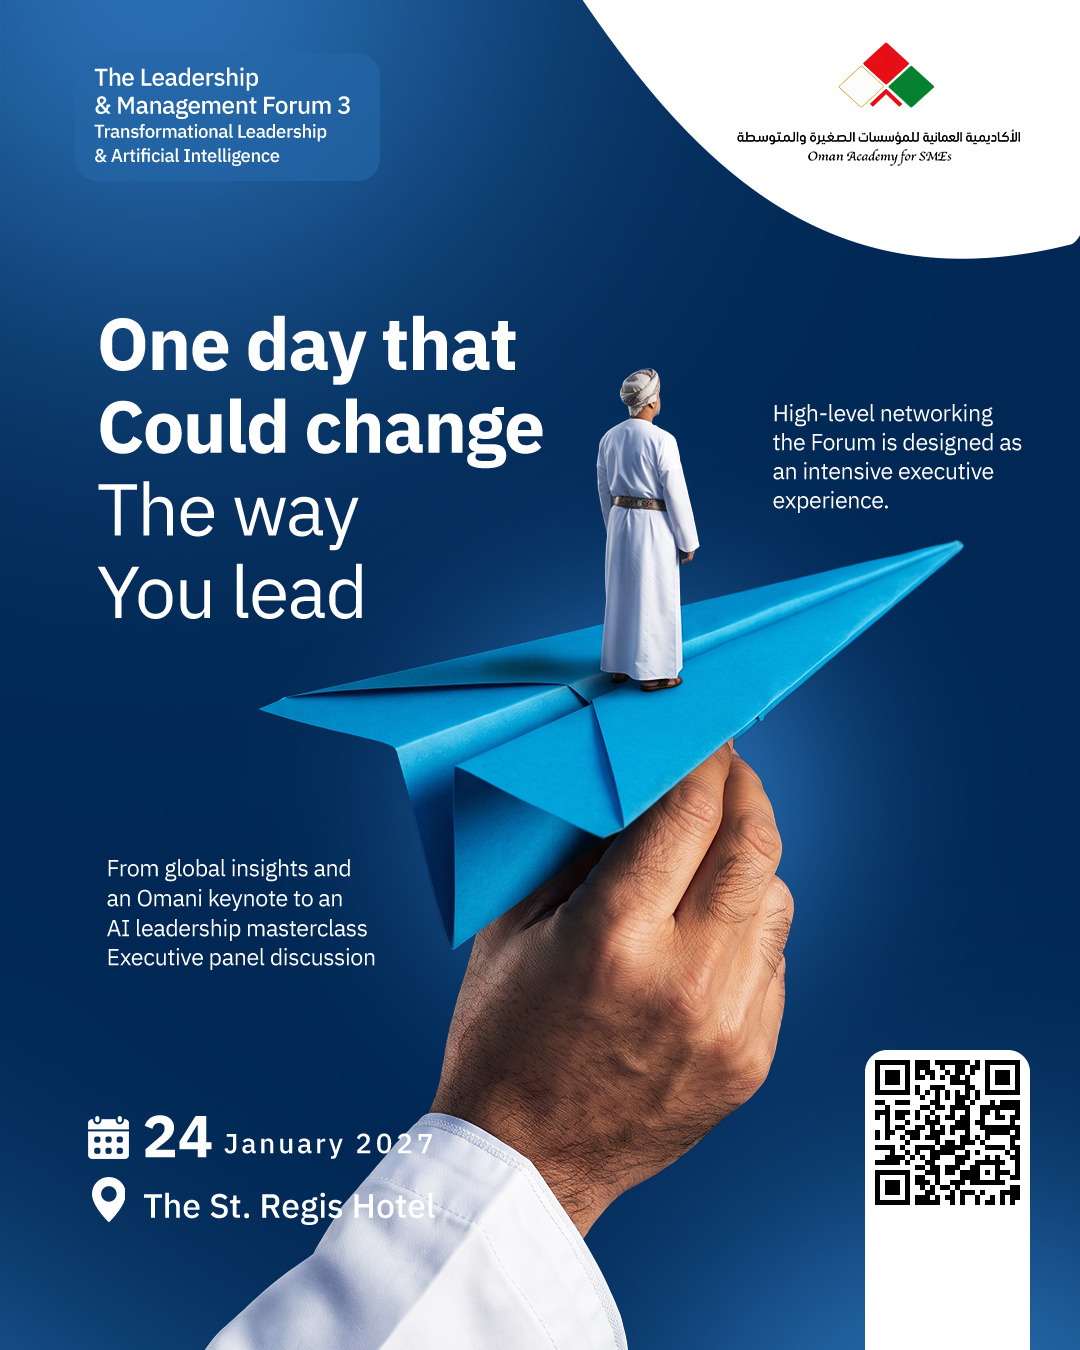 The Leadership
& Management Forum 3
Transformational Leadership
& Artificial Intelligence
الأكاديمية العمانية للمؤسسات الصغيرة والمتوسطة
Oman Academy for SMEs
One day that
Could change
The way
You lead
High-level networking
the Forum is designed as
an intensive executive
experience.
From global insights and
an Omani keynote to an
AI leadership masterclass
Executive panel discussion
24 January 2027
The St. Regis Hotel